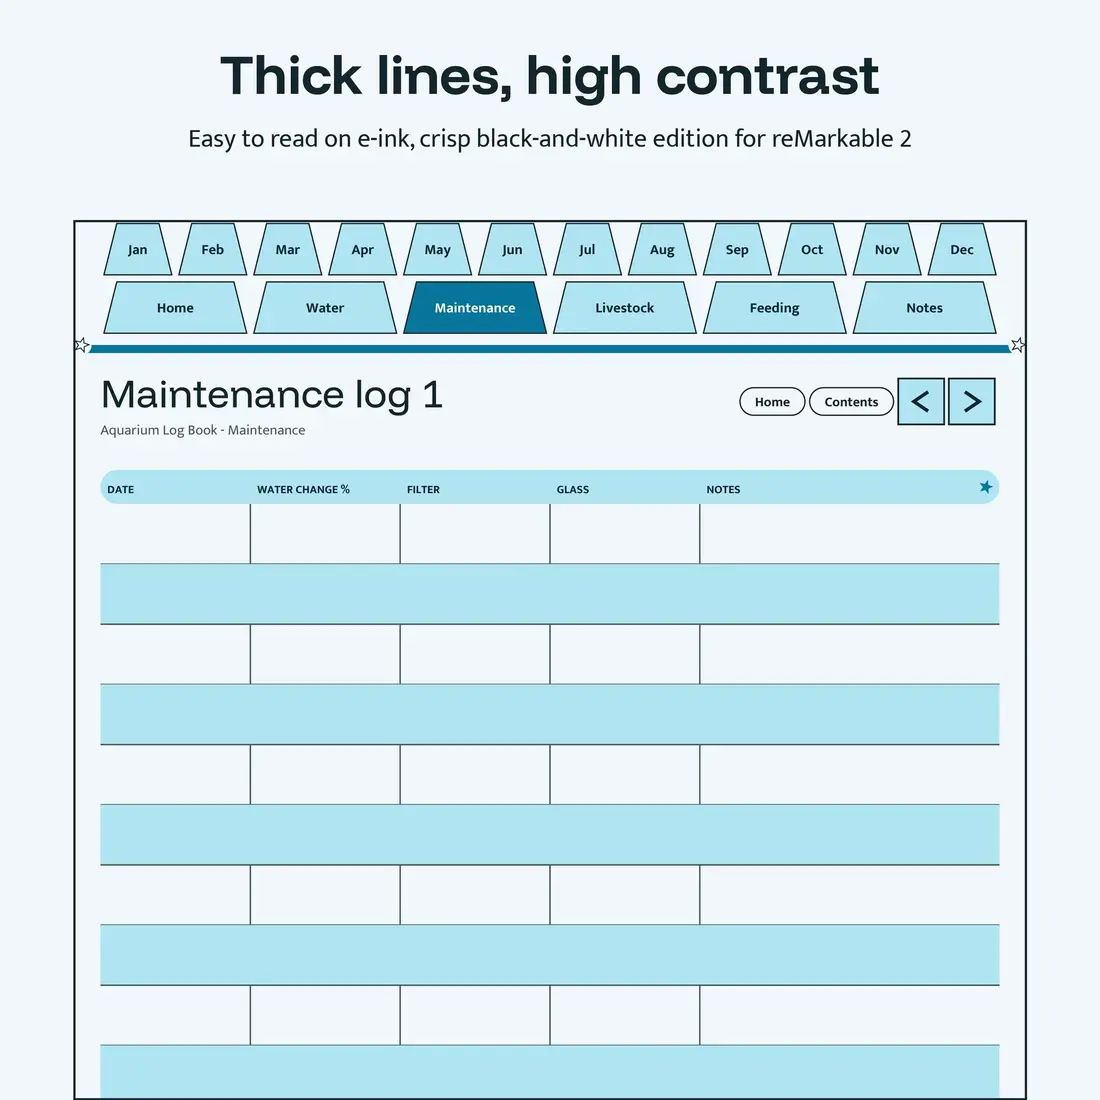 Thick lines, high contrast
Easy to read on e-ink, crisp black-and-white edition for reMarkable 2
Jan Feb Mar Apr May Jun Jul Aug Sep Oct Nov Dec
Home Water Maintenance Livestock Feeding Notes
Maintenance log 1
Home Contents < >
Aquarium Log Book - Maintenance
DATE WATER CHANGE % FILTER GLASS NOTES